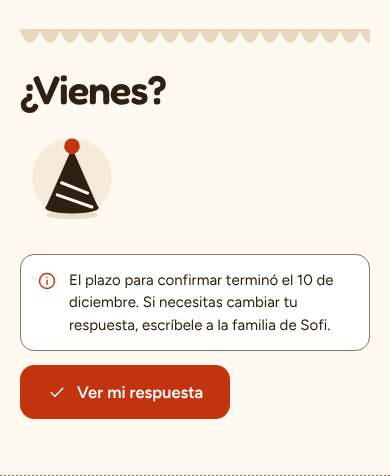 ¿Vienes?
El plazo para confirmar terminó el 10 de
diciembre. Si necesitas cambiar tu
respuesta, escríbele a la familia de Sofi.
Ver mi respuesta